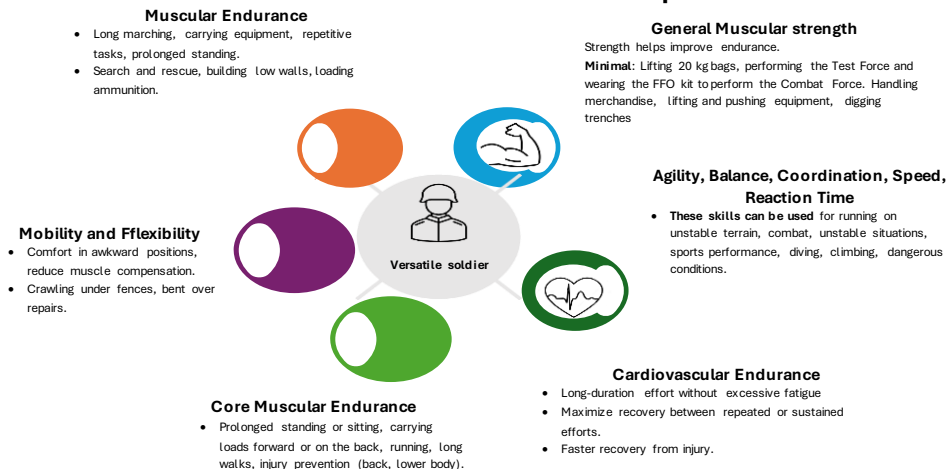 Muscular Endurance
• Long marching, carrying equipment, repetitive
tasks, prolonged standing.
• Search and rescue, building low walls, loading
ammunition.
General Muscular strength
Strength helps improve endurance.
Minimal: Lifting 20 kg bags, performing the Test Force and
wearing the FFO kit to perform the Combat Force. Handling
merchandise, lifting and pushing equipment, digging
trenches
Agility, Balance, Coordination, Speed,
Reaction Time
• These skills can be used for running on
unstable terrain, combat, unstable situations,
sports performance, diving, climbing, dangerous
conditions.
Mobility and Fflexibility
• Comfort in awkward positions,
reduce muscle compensation.
• Crawling under fences, bent over
repairs.
Versatile soldier
Cardiovascular Endurance
• Long-duration effort without excessive fatigue
• Maximize recovery between repeated or sustained
efforts.
• Faster recovery from injury.
Core Muscular Endurance
• Prolonged standing or sitting, carrying
loads forward or on the back, running, long
walks, injury prevention (back, lower body).